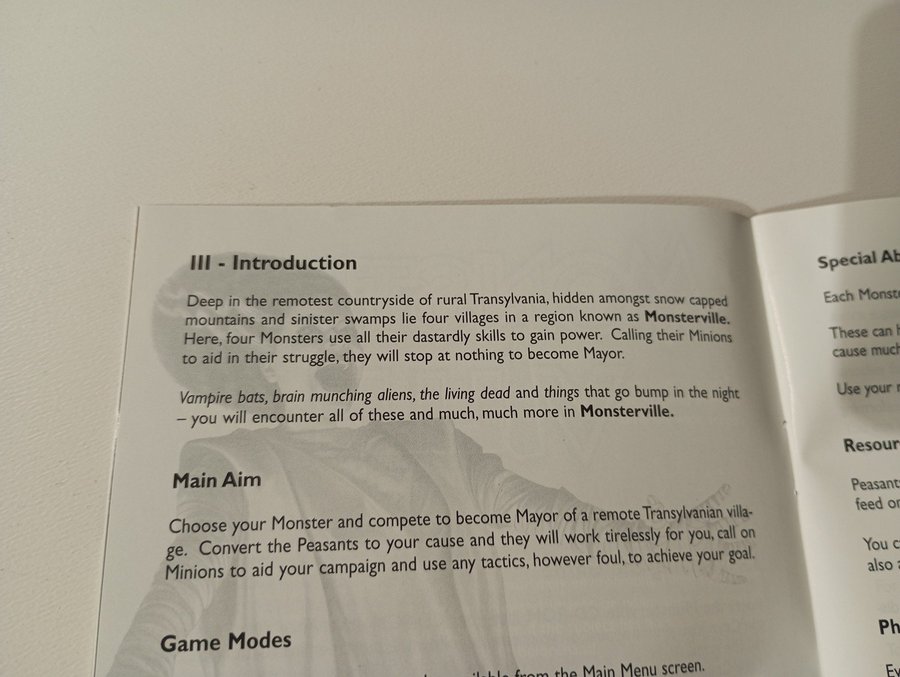 III - Introduction
Deep in the remotest countryside of rural Transylvania, hidden amongst snow capped
mountains and sinister swamps lie four villages in a region known as Monsterville.
Here, four Monsters use all their dastardly skills to gain power. Calling their Minions
to aid in their struggle, they will stop at nothing to become Mayor.
Vampire bats, brain munching aliens, the living dead and things that go bump in the night
– you will encounter all of these and much, much more in Monsterville.
Main Aim
Choose your Monster and compete to become Mayor of a remote Transylvanian villa-
ge. Convert the Peasants to your cause and they will work tirelessly for you, call on
Minions to aid your campaign and use any tactics, however foul, to achieve your goal.
Game Modes
from the Main Menu screen.
Special Ab
Each Monst
These can h
cause much
Use your
Resour
Peasant
feed or
You c
also
Ph
Ev